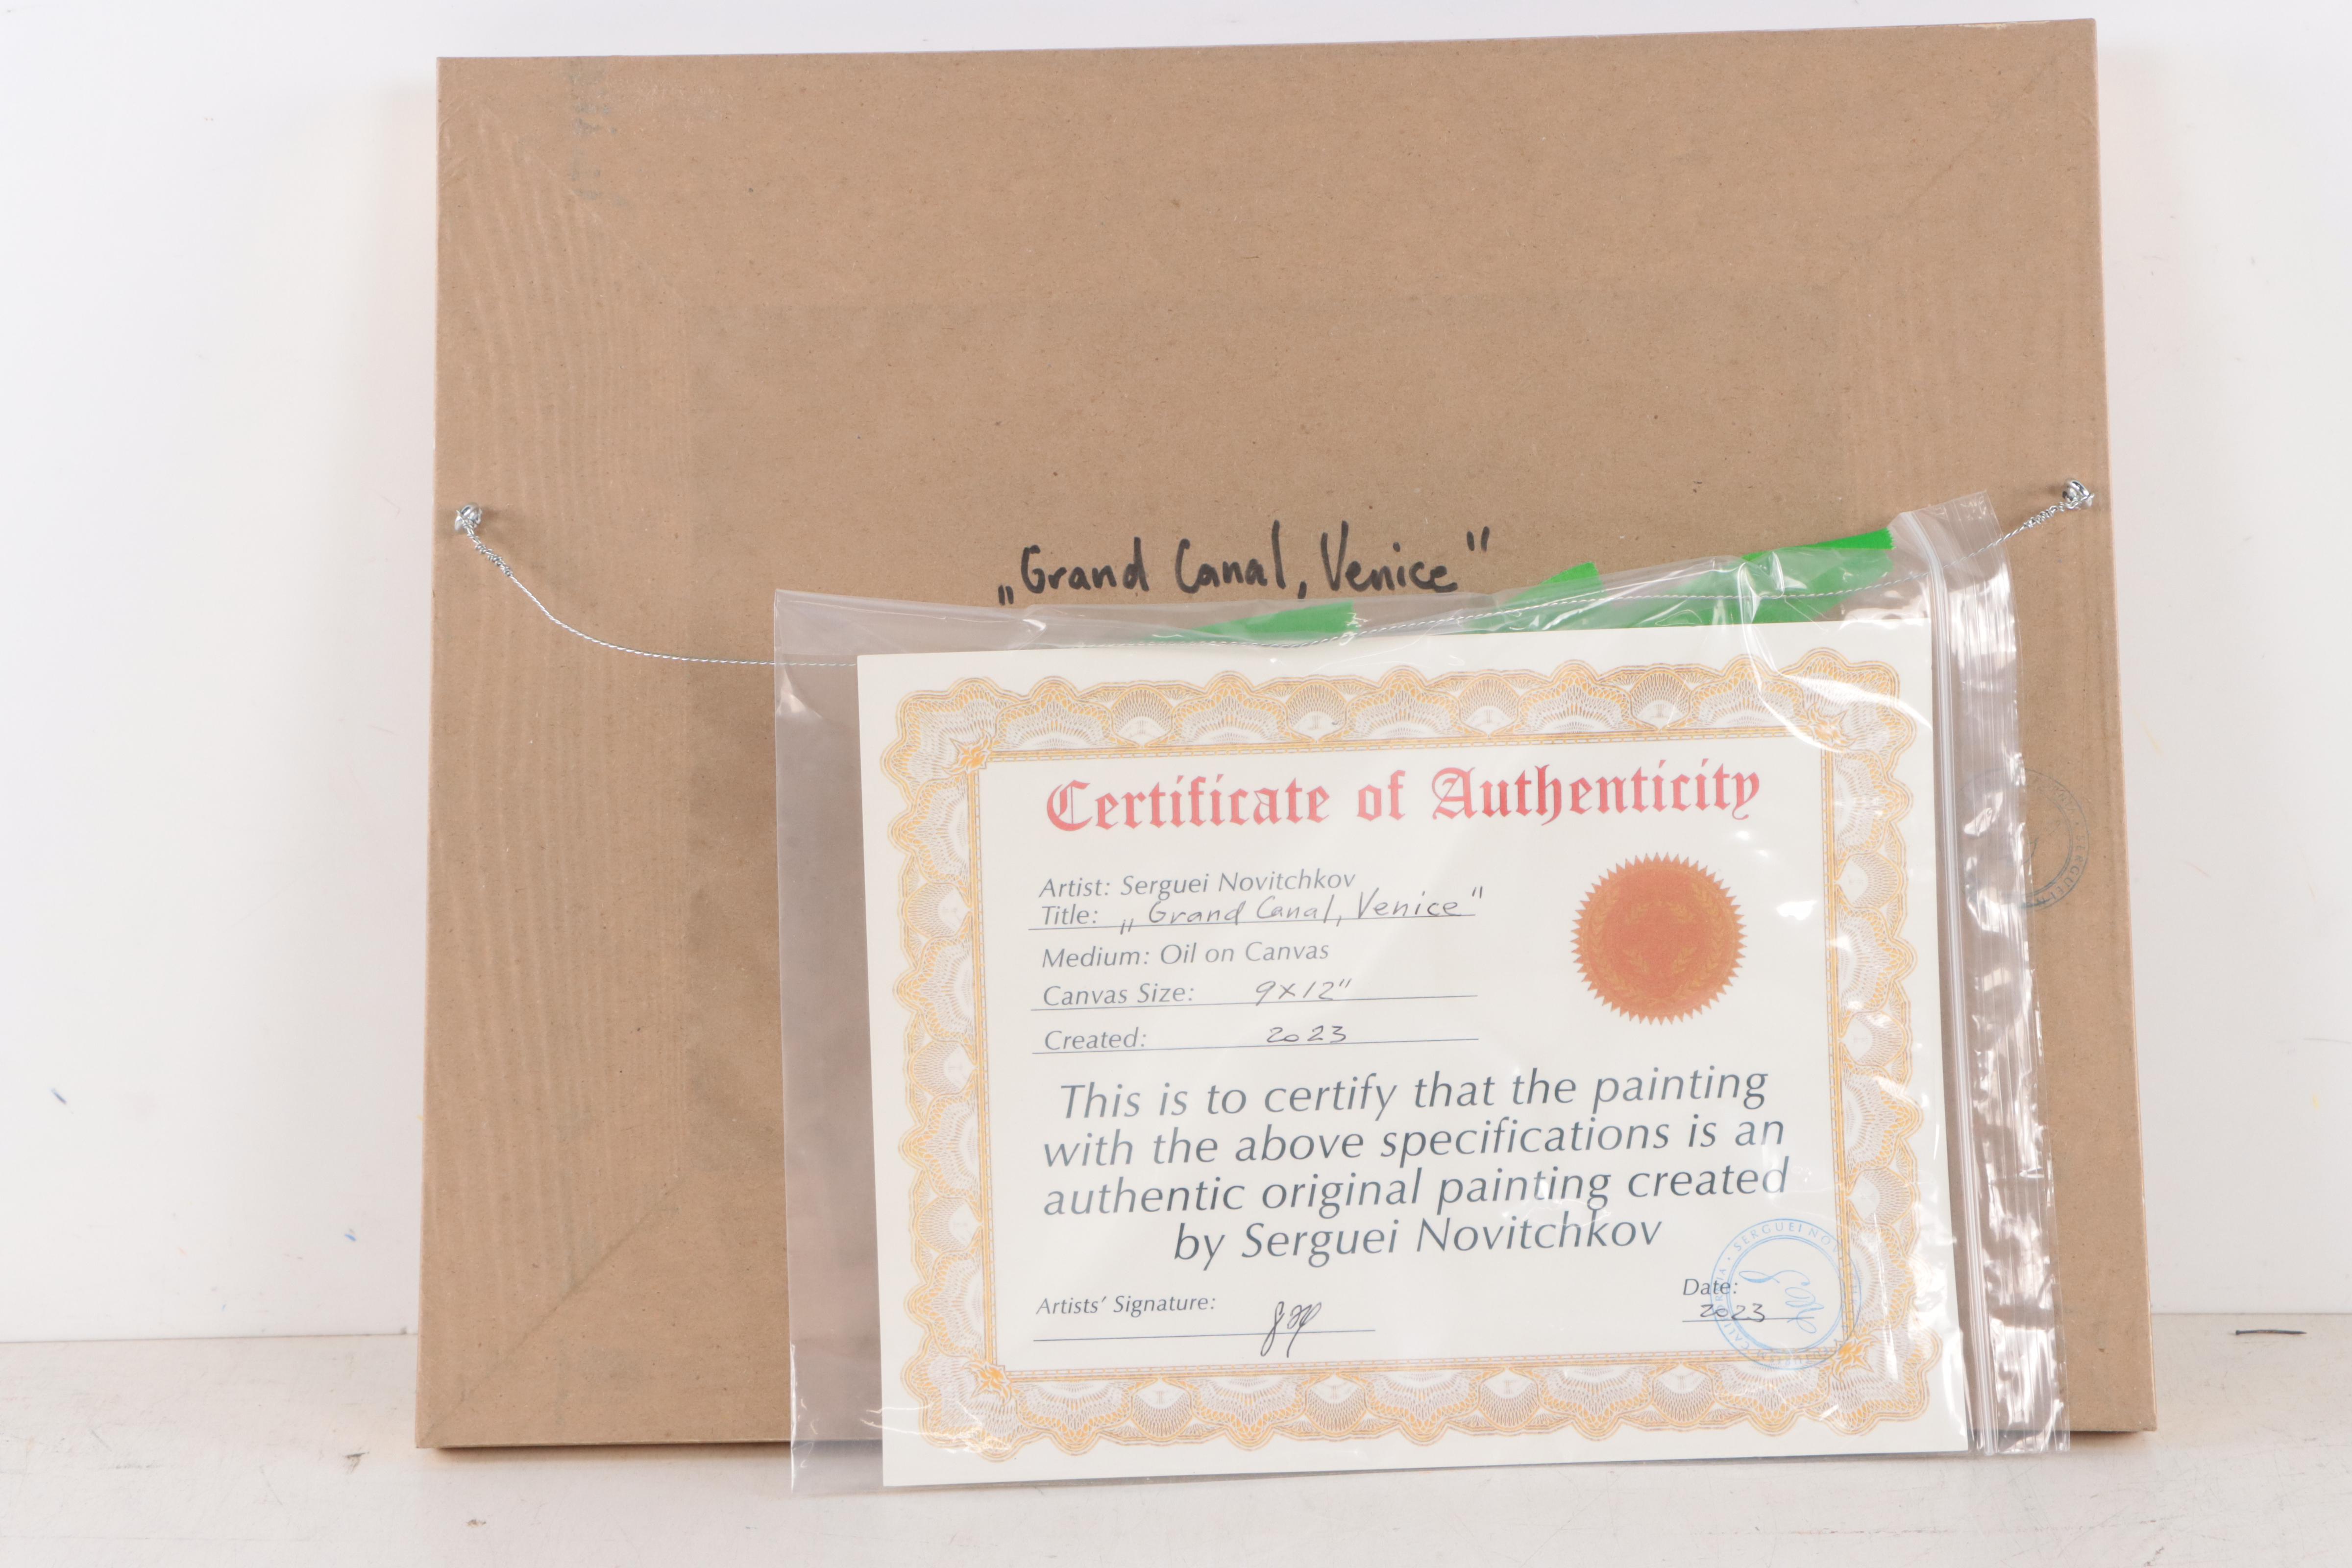 „Grand Canal, Venice"
Certificate of Authenticity
Artist: Serguei Novitchkov
Title: „Grand Canal, Venice"
Medium: Oil on Canvas
Canvas Size: 9x12"
Created: 2023
This is to certify that the painting
with the above specifications is an
authentic original painting created
by Serguei Novitchkov
Artists' Signature:
Date:
2023
SERGUEI